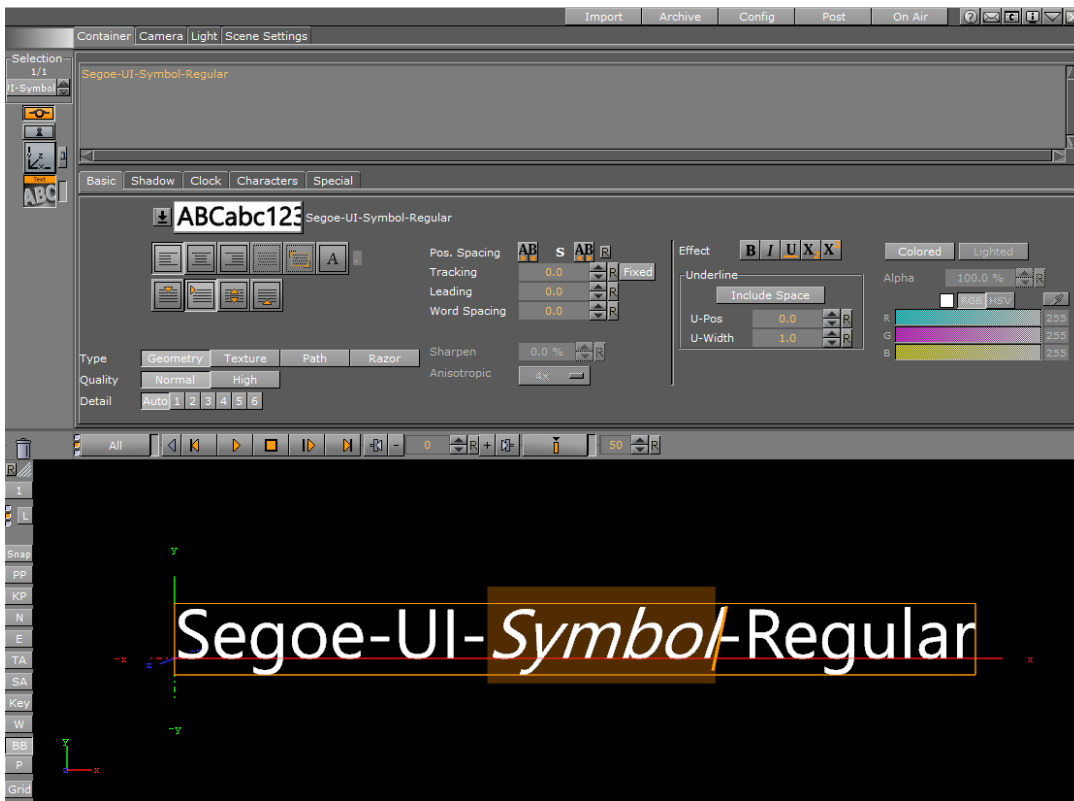 Import Archive Config Post On Air
Container Camera Light Scene Settings
Selection
1/1
UI-Symbol
Segoe-UI-Symbol-Regular
Text
ABC
Basic Shadow Clock Characters Special
ABCabc123 Segoe-UI-Symbol-Regular
Pos. Spacing AB S AB R
Tracking 0.0 R Fixed
Leading 0.0 R
Word Spacing 0.0 R
Sharpen 0.0 % R
Anisotropic 4x
A
Effect B I U X X
Underline
Include Space
U-Pos 0.0 R
U-Width 1.0 R
Colored Lighted
Alpha 100.0 % R
RGB HSV
R 255
G 255
B 255
Type Geometry Texture Path Razor
Quality Normal High
Detail Auto 1 2 3 4 5 6
All 0 R + 50 R
R
1
L
Snap
PP
KP
N
E
TA
SA
Key
W
BB
P
Grid
y
Segoe-UI-Symbol-Regular
-x z x
-y
y
z x